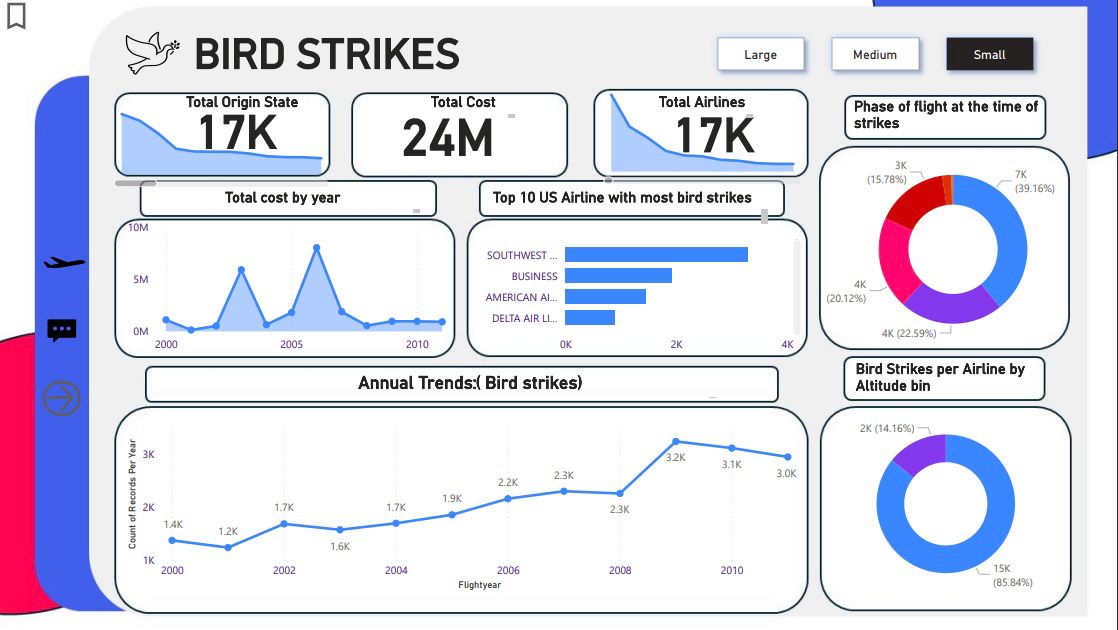 BIRD STRIKES
Large
Medium
Small
Total Origin State
17K
Total Cost
24M
Total Airlines
17K
Phase of flight at the time of
strikes
3K
(15.78%)
7K
(39.16%)
4K
(20.12%)
4K (22.59%)
Total cost by year
10M
5M
0M
2000
2005
2010
Top 10 US Airline with most bird strikes
SOUTHWEST ...
BUSINESS
AMERICAN AI...
DELTA AIR LI...
0K
2K
4K
Annual Trends:( Bird strikes)
Count of Records Per Year
3K
2K
1K
1.4K
1.2K
1.7K
1.6K
1.7K
1.9K
2.2K
2.3K
2.3K
3.2K
3.1K
3.0K
2000
2002
2004
2006
2008
2010
Flightyear
Bird Strikes per Airline by
Altitude bin
2K (14.16%)
15K
(85.84%)